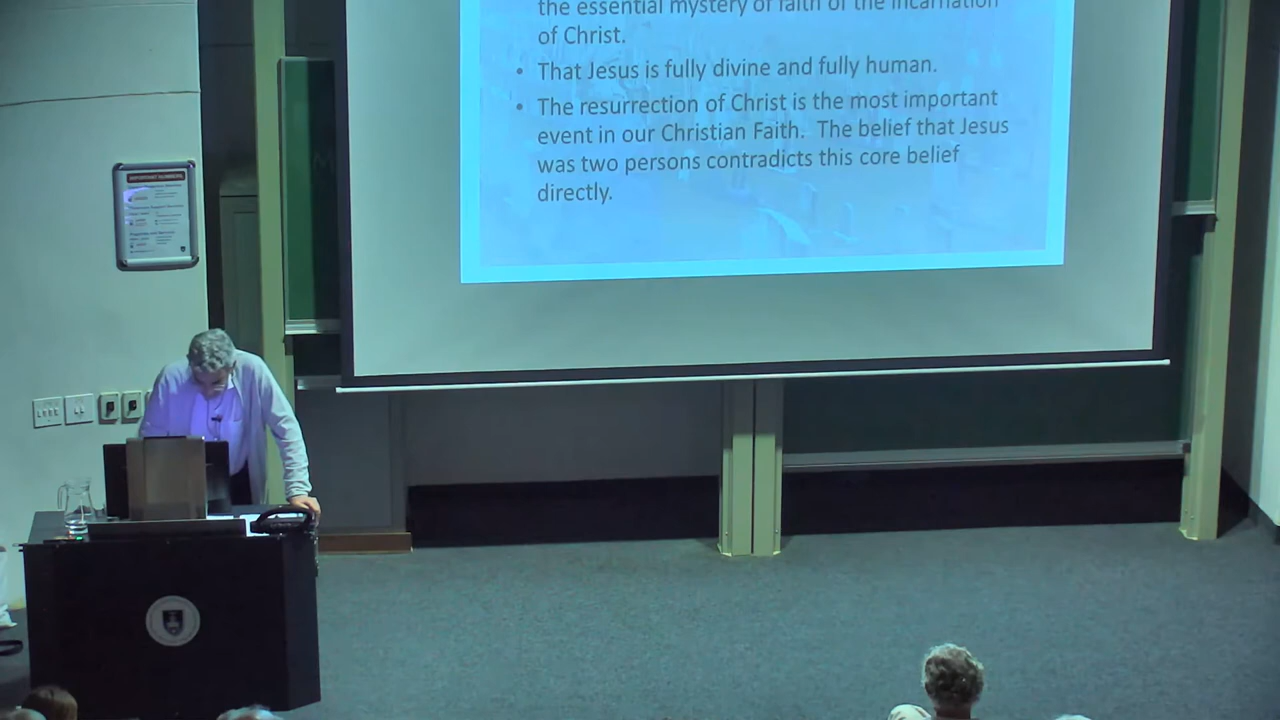 the essential mystery of faith of the incarnation
of Christ.
• That Jesus is fully divine and fully human.
• The resurrection of Christ is the most important
event in our Christian Faith. The belief that Jesus
was two persons contradicts this core belief
directly.
IMPORTANT NUMBERS